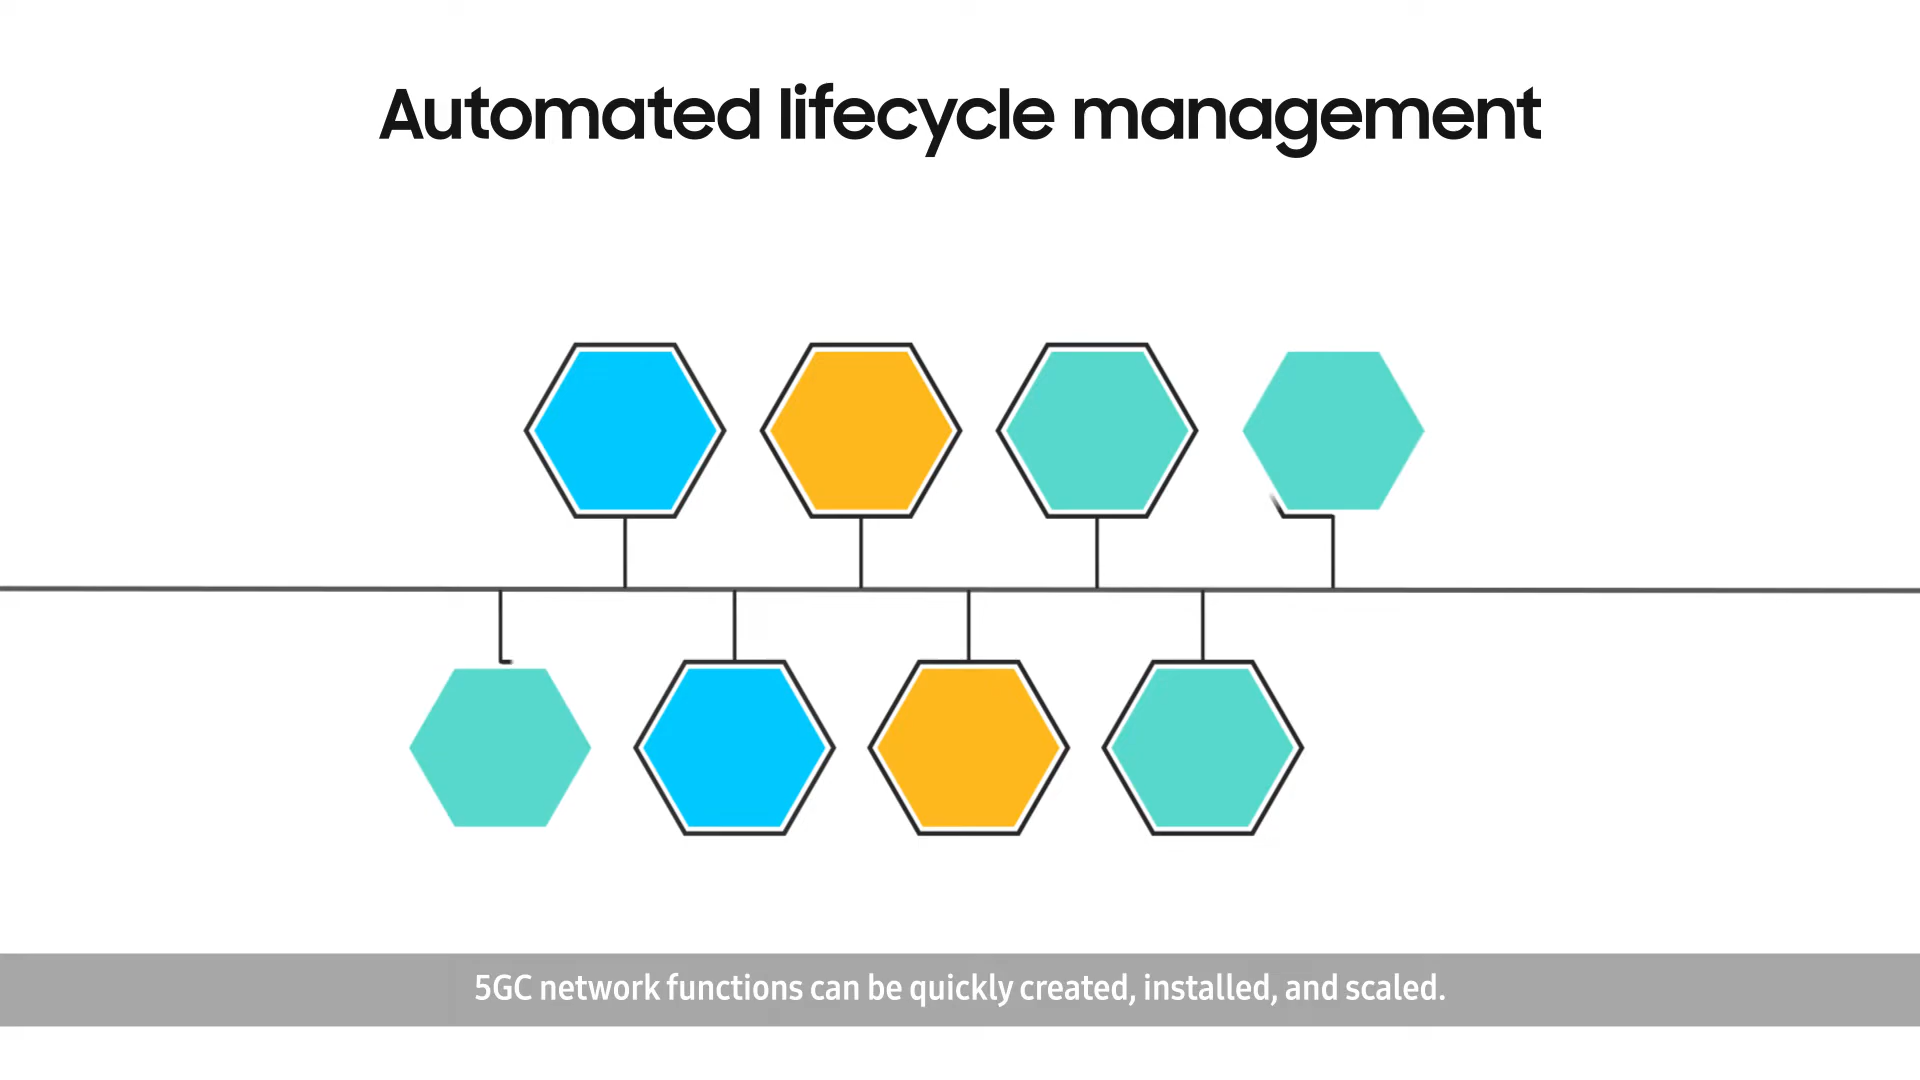 Automated lifecycle management
5GC network functions can be quickly created, installed, and scaled.